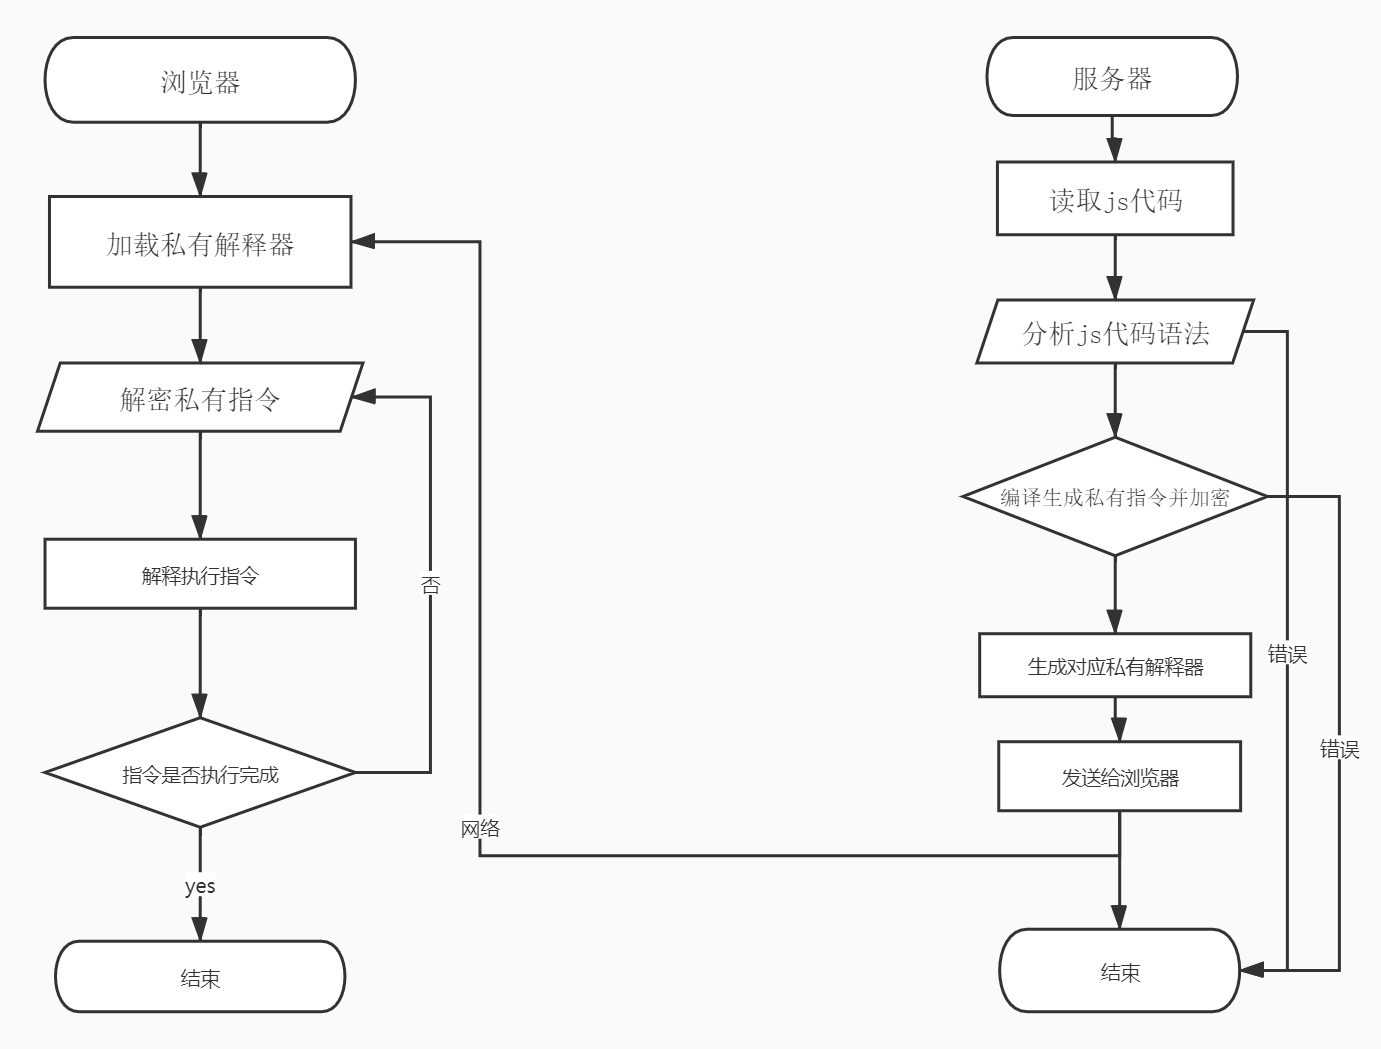 浏览器
加载私有解释器
解密私有指令
解释执行指令
否
指令是否执行完成
yes
结束
网络
服务器
读取js代码
分析js代码语法
编译生成私有指令并加密
生成对应私有解释器
错误
错误
发送给浏览器
结束